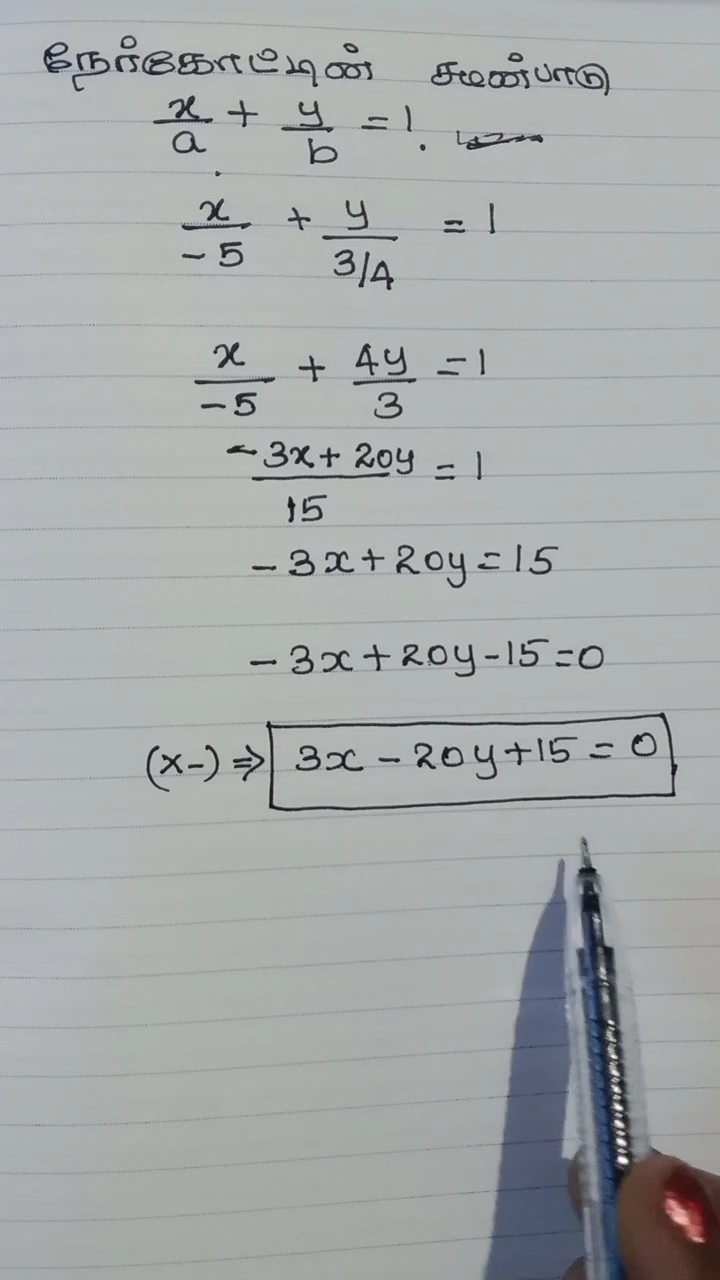 நேர்கோட்டின் சமன்பாடு
x/a + y/b = 1.
x/-5 + y/(3/4) = 1
x/-5 + 4y/3 = 1
-3x + 20y/15 = 1
-3x + 20y = 15
-3x + 20y - 15 = 0
(x-) ⇒ 3x - 20y + 15 = 0